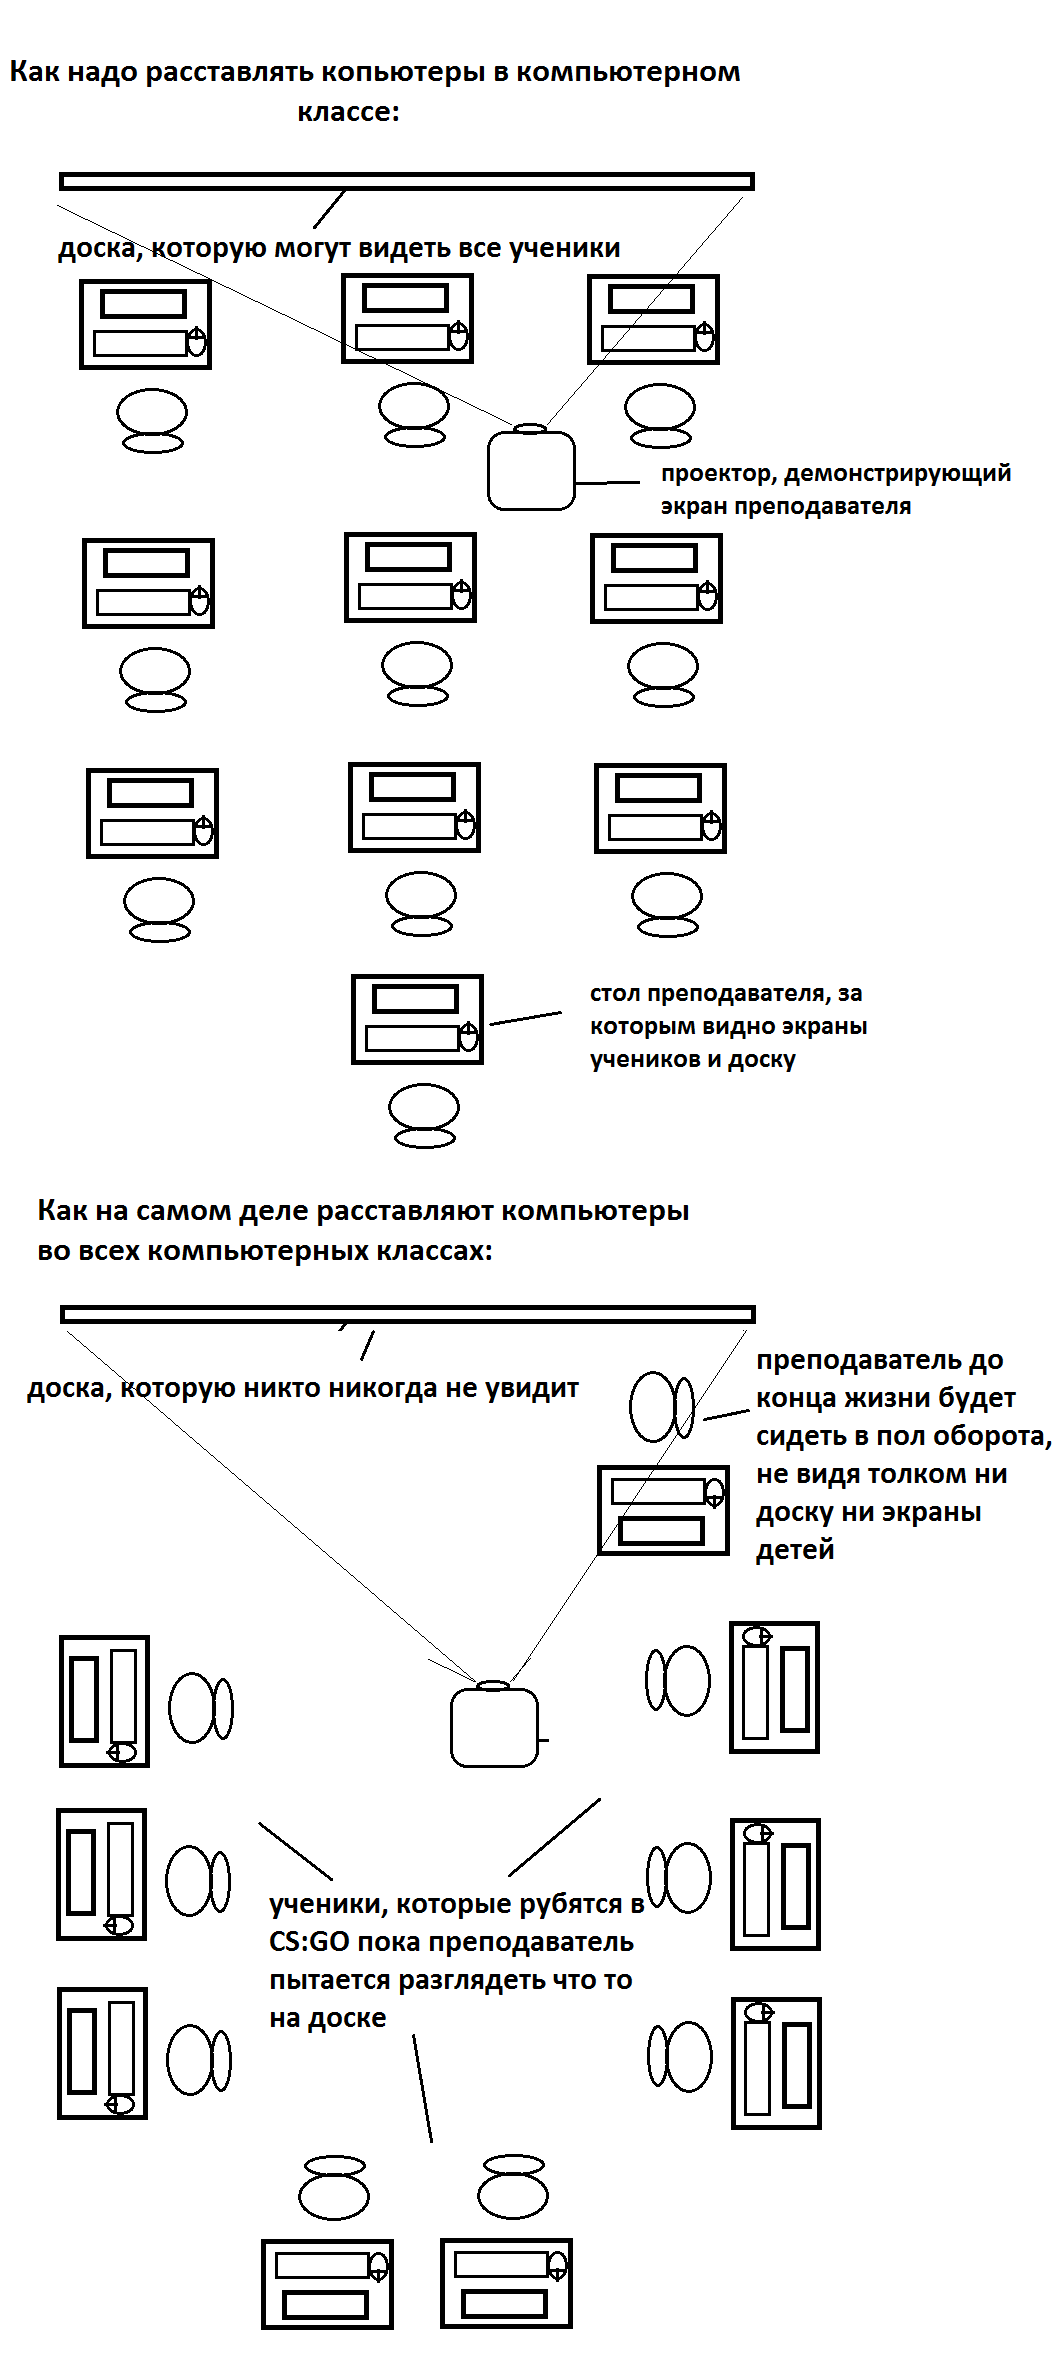 Как надо расставлять копьютеры в компьютерном
классе:
доска, которую могут видеть все ученики
проектор, демонстрирующий
экран преподавателя
стол преподавателя, за
которым видно экраны
учеников и доску
Как на самом деле расставляют компьютеры
во всех компьютерных классах:
доска, которую никто никогда не увидит
преподаватель до
конца жизни будет
сидеть в пол оборота,
не видя толком ни
доску ни экраны
детей
ученики, которые рубятся в
CS:GO пока преподаватель
пытается разглядеть что то
на доске